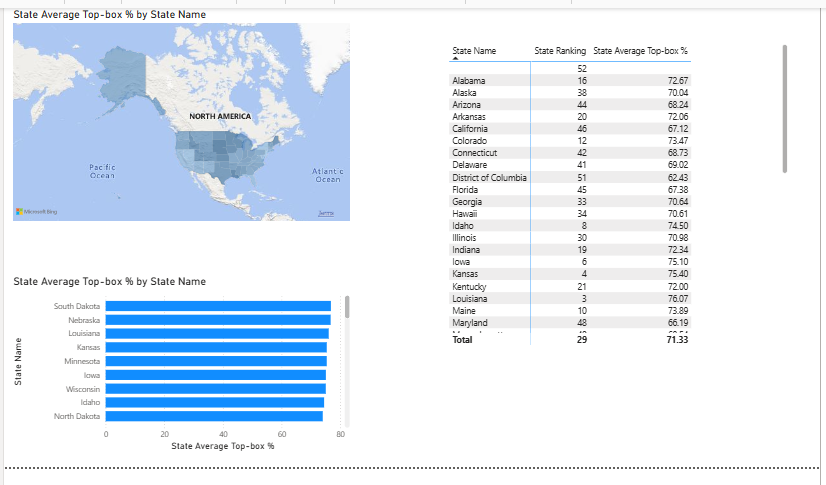 State Average Top-box % by State Name
NORTH AMERICA
Pacific
Ocean
Atlantic
Ocean
Microsoft Bing
Terms
State Name State Ranking State Average Top-box %
52
Alabama 16 72.67
Alaska 38 70.04
Arizona 44 68.24
Arkansas 20 72.06
California 46 67.12
Colorado 12 73.47
Connecticut 42 68.73
Delaware 41 69.02
District of Columbia 51 62.43
Florida 45 67.38
Georgia 33 70.64
Hawaii 34 70.61
Idaho 8 74.50
Illinois 30 70.98
Indiana 19 72.34
Iowa 6 75.10
Kansas 4 75.40
Kentucky 21 72.00
Louisiana 3 76.07
Maine 10 73.89
Maryland 48 66.19
Total 29 71.33
State Average Top-box % by State Name
State Name
South Dakota
Nebraska
Louisiana
Kansas
Minnesota
Iowa
Wisconsin
Idaho
North Dakota
0 20 40 60 80
State Average Top-box %